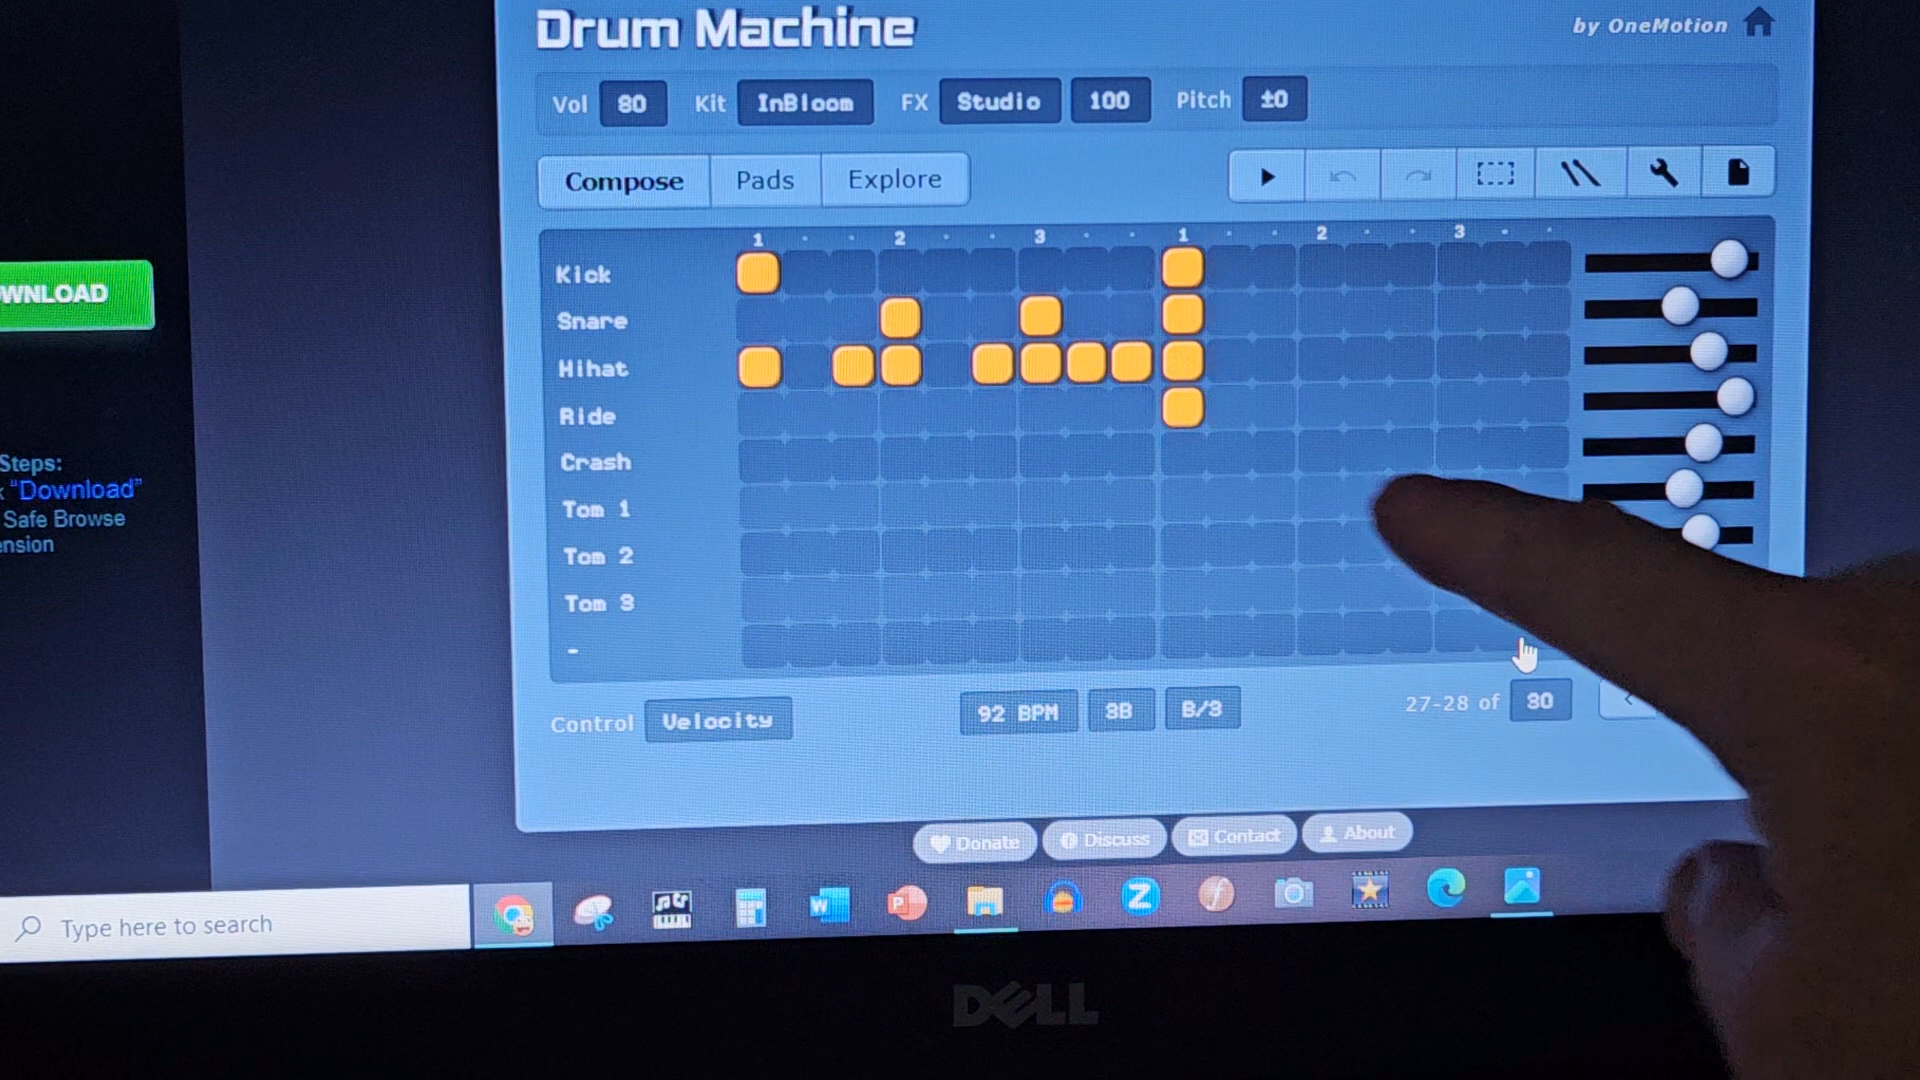 Drum Machine
by OneMotion
Vol 80 Kit InBloom FX Studio 100 Pitch ±0
Compose Pads Explore
1 2 3 1 2 3
Kick
Snare
Hihat
Ride
Crash
Tom 1
Tom 2
Tom 3
-
Control Velocity 92 BPM 3B B/3 27-28 of 30 <
WNLOAD
Steps:
"Download"
Safe Browse
ension
Donate Discuss Contact About
Type here to search
DELL